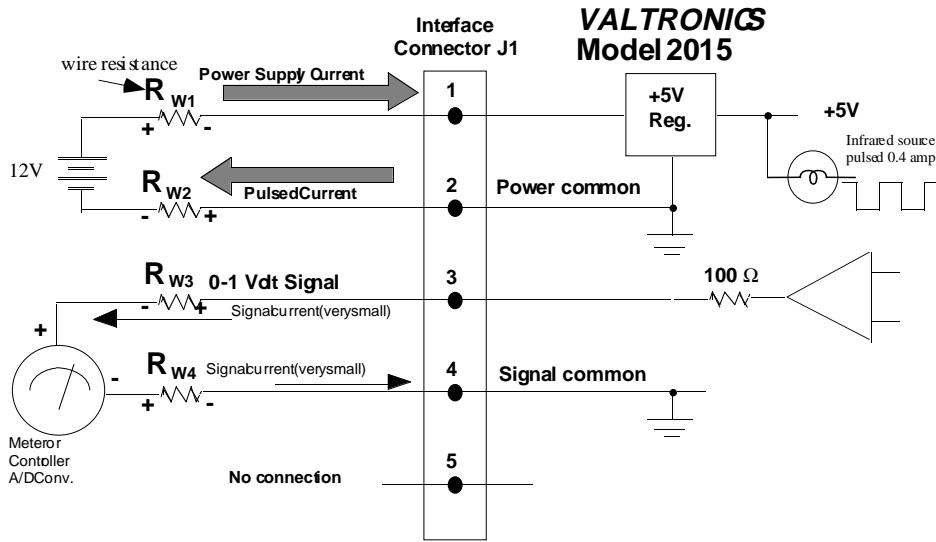 VALTRONICS
Model 2015
Interface
Connector J1
wire resistance
Power Supply Current
R W1
+ -
1
+5V
Reg.
+5V
Infrared source
pulsed 0.4 amp
12V
R W2
Pulsed Current
- +
2
Power common
R W3
0-1 Vdt Signal
- +
Signalcurrent(verysmall)
3
100 Ω
+
-
R W4
+ -
Signalcurrent(verysmall)
4
Signal common
Meteror
Controller
A/DConv.
No connection
5